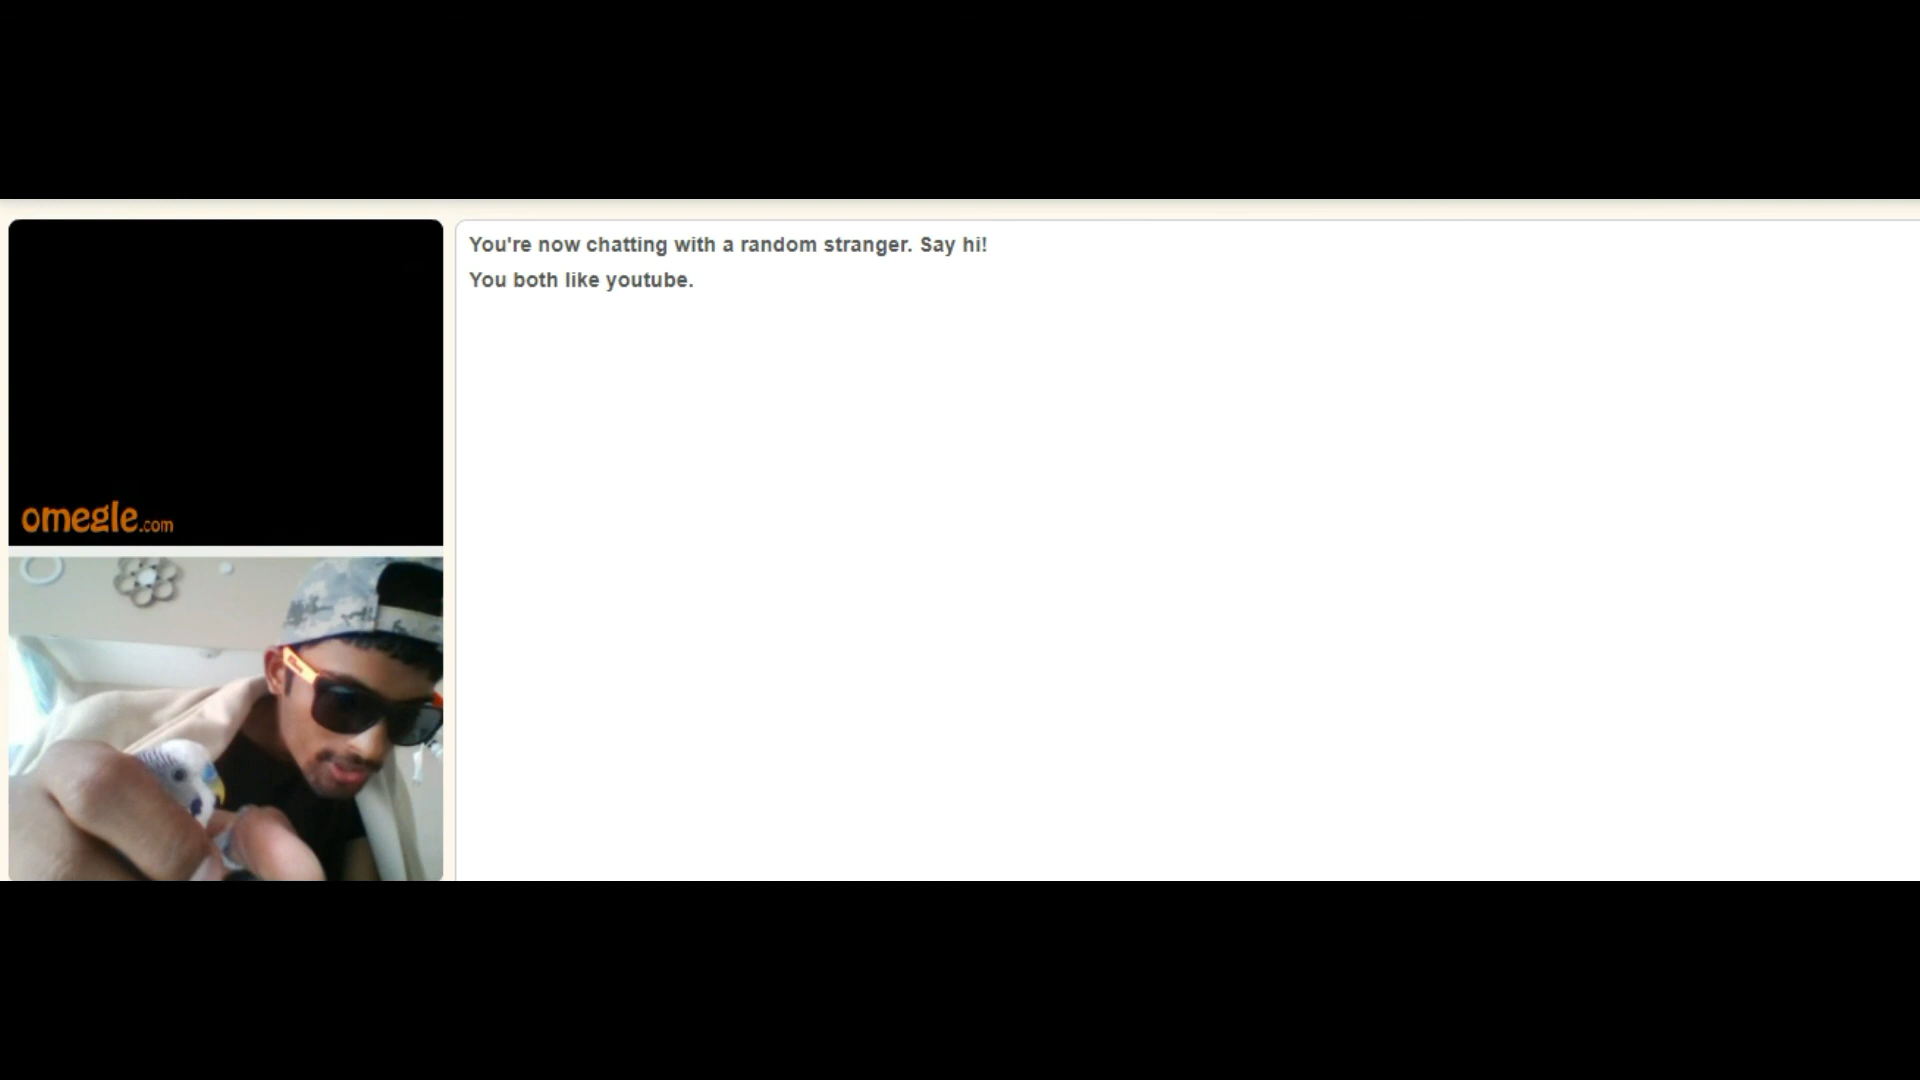 You're now chatting with a random stranger. Say hi!
You both like youtube.
omegle.com